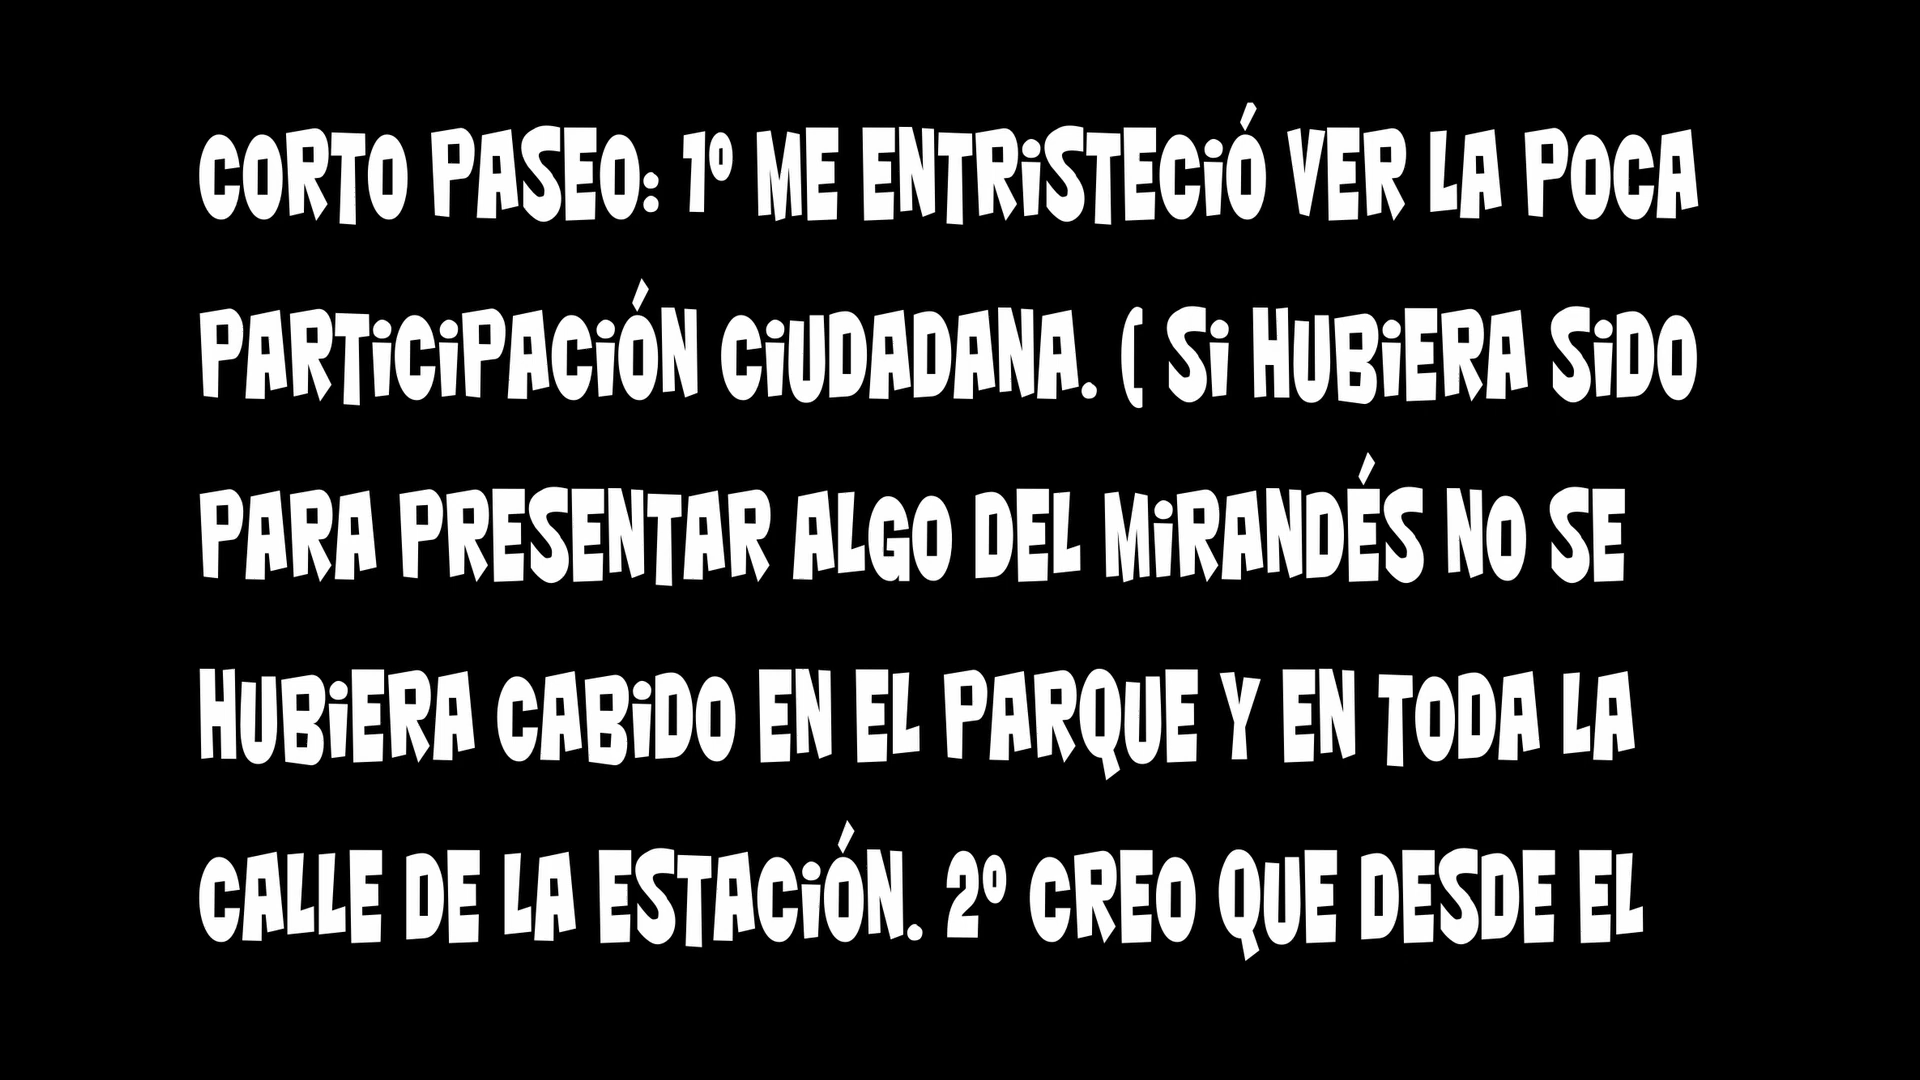 CORTO PASEO: 1º ME ENTRISTECIÓ VER LA POCA
PARTICIPACIÓN CIUDADANA. ( SI HUBIERA SIDO
PARA PRESENTAR ALGO DEL MIRANDÉS NO SE
HUBIERA CABIDO EN EL PARQUE Y EN TODA LA
CALLE DE LA ESTACIÓN. 2º CREO QUE DESDE EL